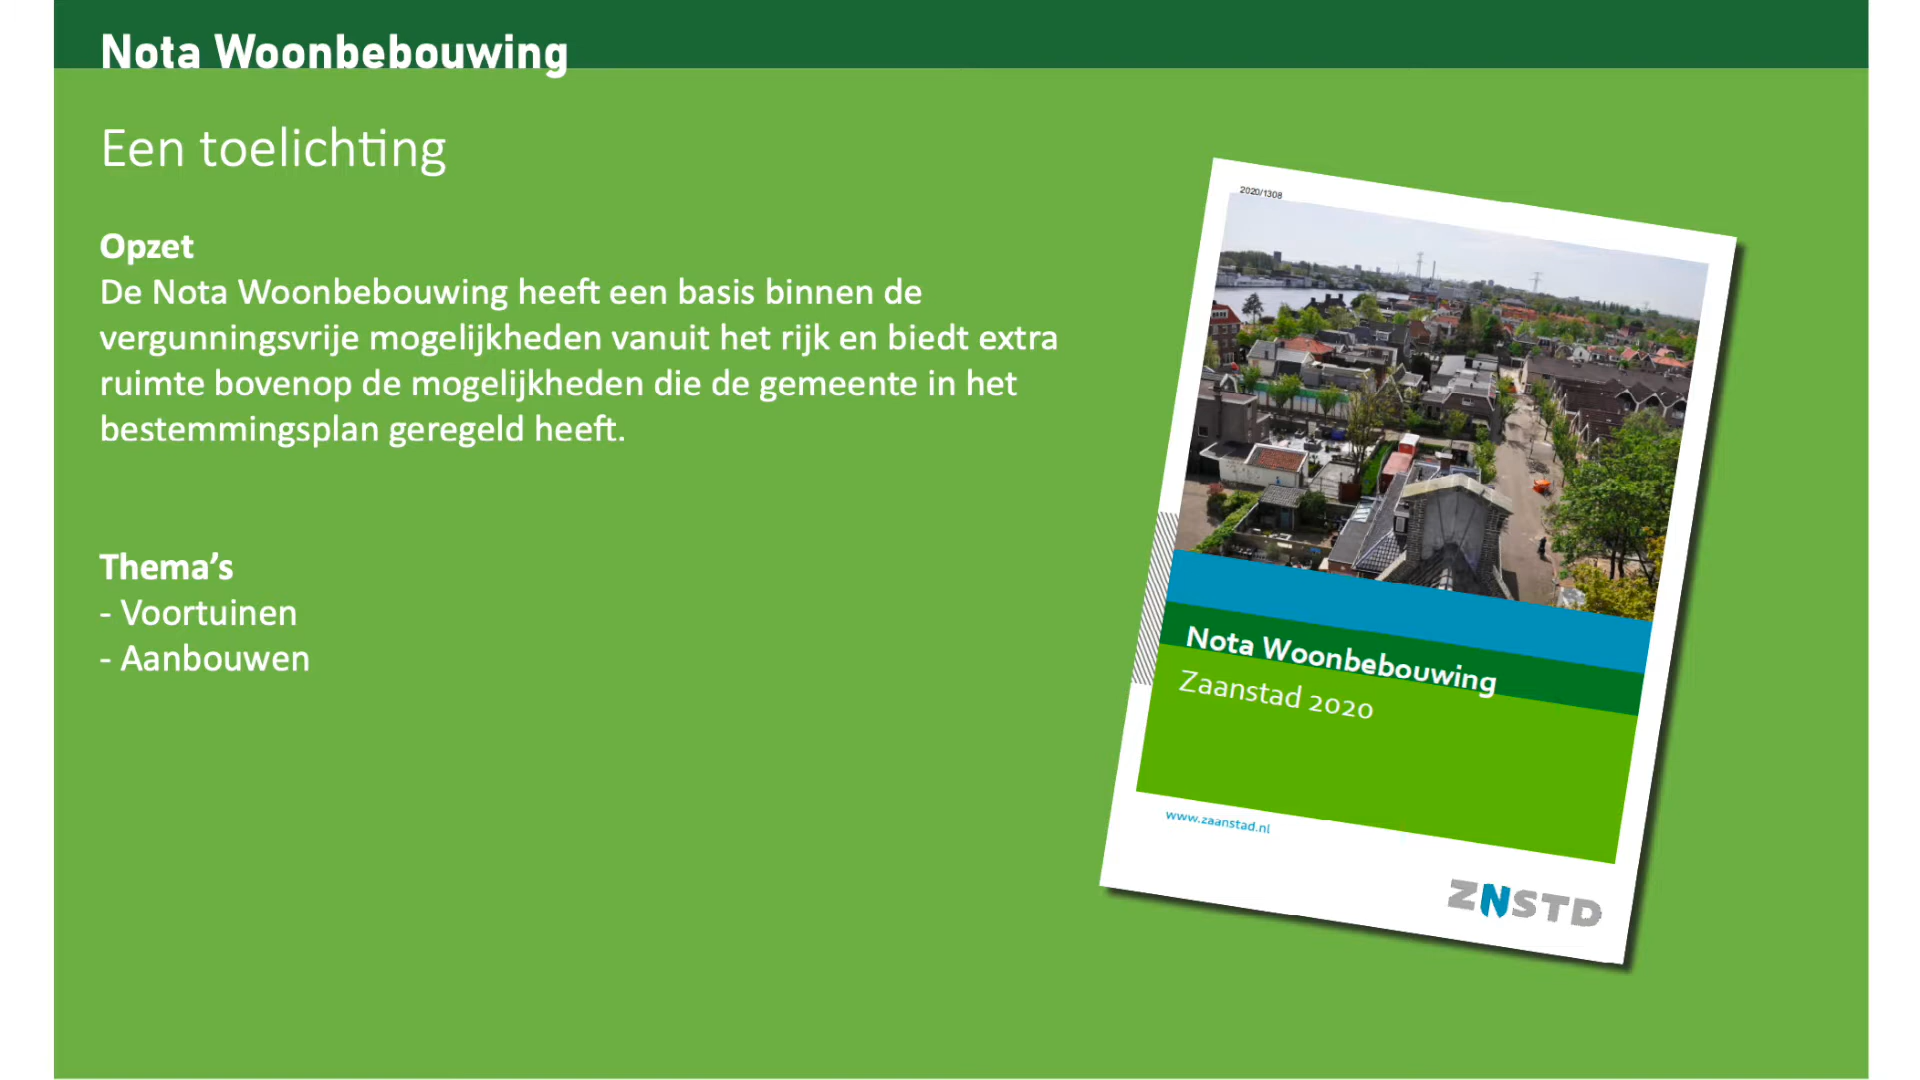 Nota Woonbebouwing
Een toelichting
Opzet
De Nota Woonbebouwing heeft een basis binnen de
vergunningsvrije mogelijkheden vanuit het rijk en biedt extra
ruimte bovenop de mogelijkheden die de gemeente in het
bestemmingsplan geregeld heeft.
Thema's
- Voortuinen
- Aanbouwen
2020/1308
Nota Woonbebouwing
Zaanstad 2020
www.zaanstad.nl
ZNSTD